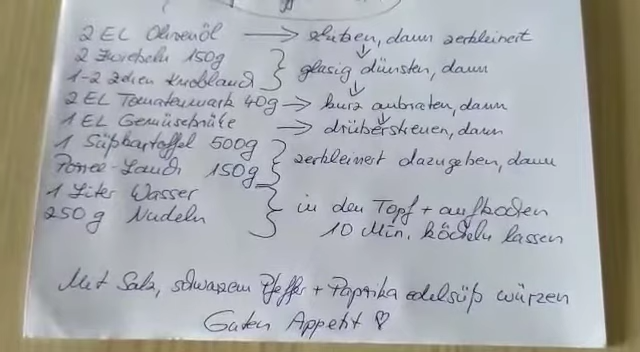 2 EL Olivenöl → schälen, dann zerkleinert
2 Zwiebeln 150g
1-2 Zehen Knoblauch } glasig dünsten, dann
2 EL Tomatenmark 40g → kurz anbraten, dann
1 EL Gemüsebrühe → drüberstreuen, dann
1 Süßkartoffel 500g
Porree-Lauch 150g } zerkleinert dazugeben, dann
1 Liter Wasser
250g Nudeln } in den Topf + aufkochen
10 Min. köcheln lassen
Mit Salz, schwarzem Pfeffer + Paprika edelsüß würzen
Guten Appetit ♡